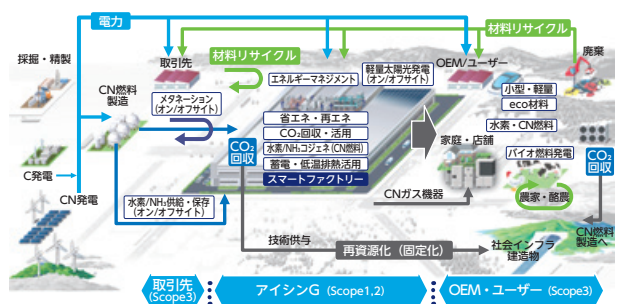 電力
材料リサイクル
採掘・精製
取引先
材料リサイクル
エネルギーマネジメント
軽量太陽光発電
(オン/オフサイト)
OEM/ユーザー
廃棄
CN燃料
製造
メタネーション
(オン/オフサイト)
省エネ・再エネ
CO₂回収・活用
水素/NH₃コジェネ(CN燃料)
蓄電・低温排熱活用
スマートファクトリー
CO₂
回収
小型・軽量
eco材料
水素・CN燃料
家庭・店舗
バイオ燃料発電
農家・酪農
CO₂
回収
C発電
CN発電
水素/NH₃供給・保存
(オン/オフサイト)
CNガス機器
技術供与
再資源化(固定化)
社会インフラ
建造物
CN燃料
製造へ
取引先
(Scope3)
アイシンG (Scope1,2)
OEM・ユーザー (Scope3)